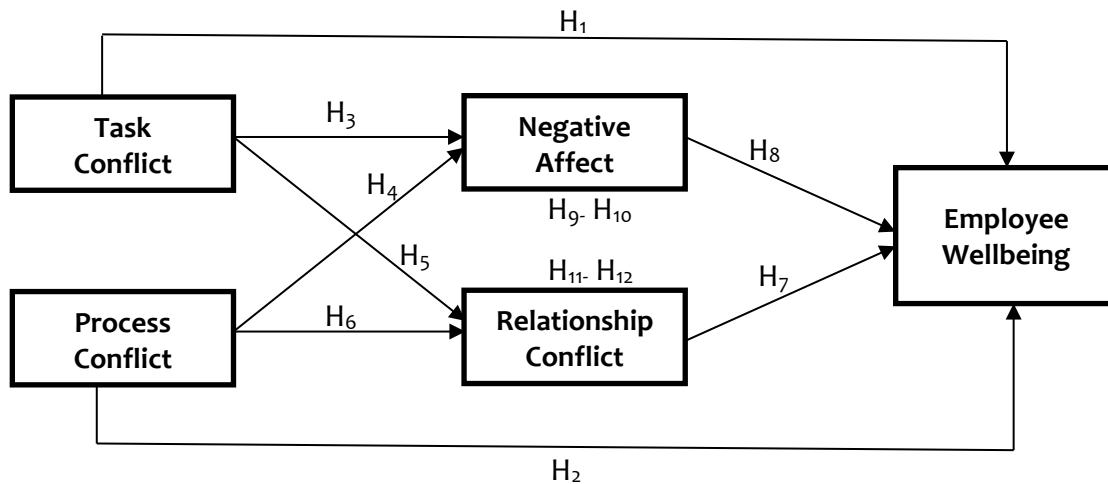 H₁
Task
Conflict
H₃
Negative
Affect
H₈
H₄
H₉- H₁₀
Employee
Wellbeing
H₅
H₁₁- H₁₂
H₇
Process
Conflict
H₆
Relationship
Conflict
H₂